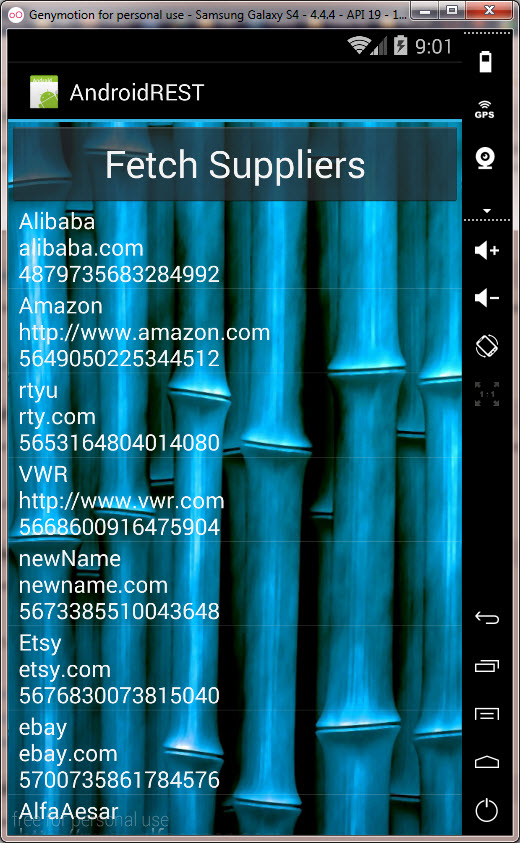 Genymotion for personal use - Samsung Galaxy S4 - 4.4.4 - API 19 - 1...
9:01
AndroidREST
GPS
Fetch Suppliers
Alibaba
alibaba.com
4879735683284992
Amazon
http://www.amazon.com
5649050225344512
rtyu
rty.com
5653164804014080
VWR
http://www.vwr.com
5668600916475904
newName
newname.com
5673385510043648
Etsy
etsy.com
5676830073815040
ebay
ebay.com
5700735861784576
AlfaAesar
free for personal use
1:1